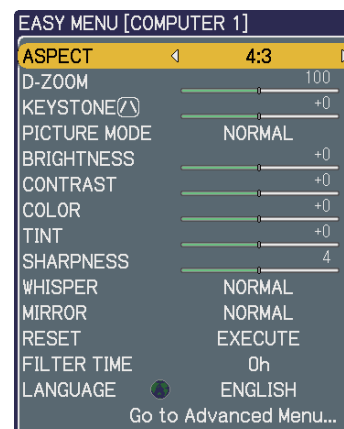 EASY MENU [COMPUTER 1]
ASPECT 4:3
D-ZOOM 100
KEYSTONE +0
PICTURE MODE NORMAL
BRIGHTNESS +0
CONTRAST +0
COLOR +0
TINT +0
SHARPNESS 4
WHISPER NORMAL
MIRROR NORMAL
RESET EXECUTE
FILTER TIME 0h
LANGUAGE ENGLISH
Go to Advanced Menu...